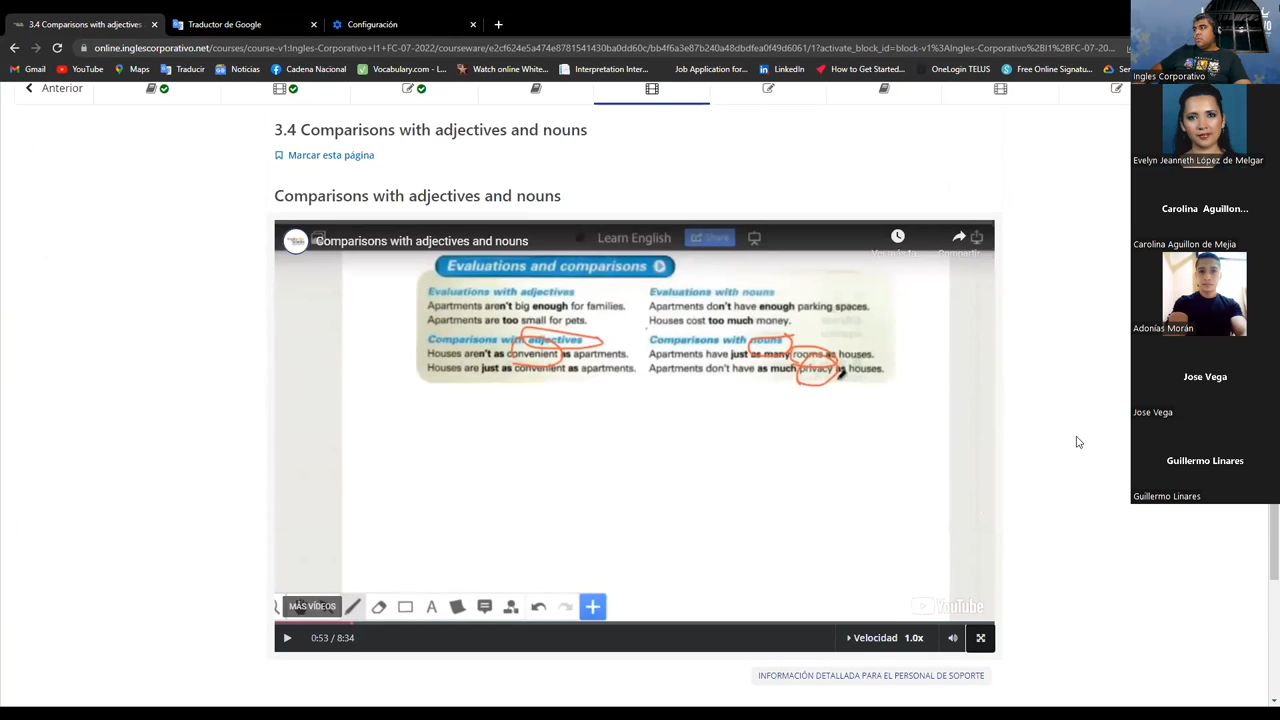 3.4 Comparisons with adjectives
Traductor de Google
Configuración
online.inglescorporativo.net/courses/course-v1:Ingles-Corporativo+I1+FC-07-2022/courseware/e2cf624e5a474e8781541430ba0dd60c/bb4f6a3e87b240a48dbdfea0f49d6061/1?activate_block_id=block-v1%3AIngles-Corporativo%2BI1%2BFC-07-20...
Gmail
YouTube
Maps
Traducir
Noticias
Cadena Nacional
Vocabulary.com - L...
Watch online White...
Interpretation Inter...
Job Application for...
LinkedIn
How to Get Started...
OneLogin TELUS
Free Online Signatu...
Ser
Anterior
3.4 Comparisons with adjectives and nouns
Marcar esta página
Comparisons with adjectives and nouns
Comparisons with adjectives and nouns
Learn English
Share
Compartir
Evaluations and comparisons
Evaluations with adjectives
Apartments aren't big enough for families.
Apartments are too small for pets.
Comparisons with adjectives
Houses aren't as convenient as apartments.
Houses are just as convenient as apartments.
Evaluations with nouns
Apartments don't have enough parking spaces.
Houses cost too much money.
Comparisons with nouns
Apartments have just as many rooms as houses.
Apartments don't have as much privacy as houses.
MÁS VÍDEOS
A
YouTube
0:53 / 8:34
Velocidad 1.0x
INFORMACIÓN DETALLADA PARA EL PERSONAL DE SOPORTE
Ingles Corporativo
Evelyn Jeanneth López de Melgar
Carolina Aguillon...
Carolina Aguillon de Mejia
Adonías Morán
Jose Vega
Jose Vega
Guillermo Linares
Guillermo Linares